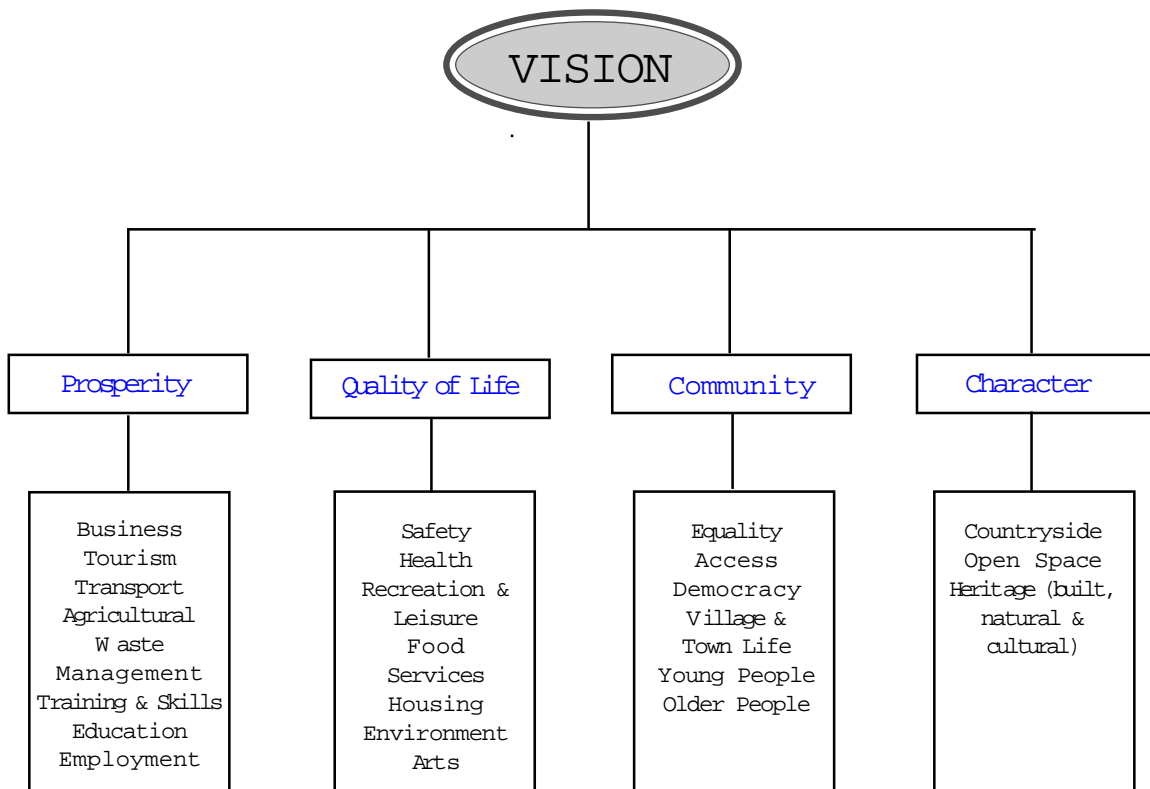 VISION
Prosperity
Quality of Life
Community
Character
Business
Tourism
Transport
Agricultural
Waste
Management
Training & Skills
Education
Employment
Safety
Health
Recreation &
Leisure
Food
Services
Housing
Environment
Arts
Equality
Access
Democracy
Village &
Town Life
Young People
Older People
Countryside
Open Space
Heritage (built,
natural &
cultural)